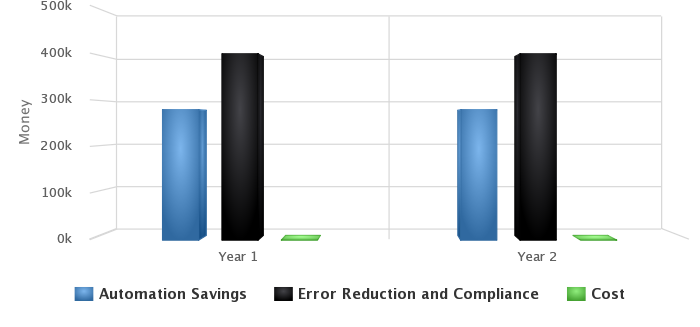 500k
400k
300k
200k
100k
0k
Money
Year 1 Year 2
Automation Savings Error Reduction and Compliance Cost